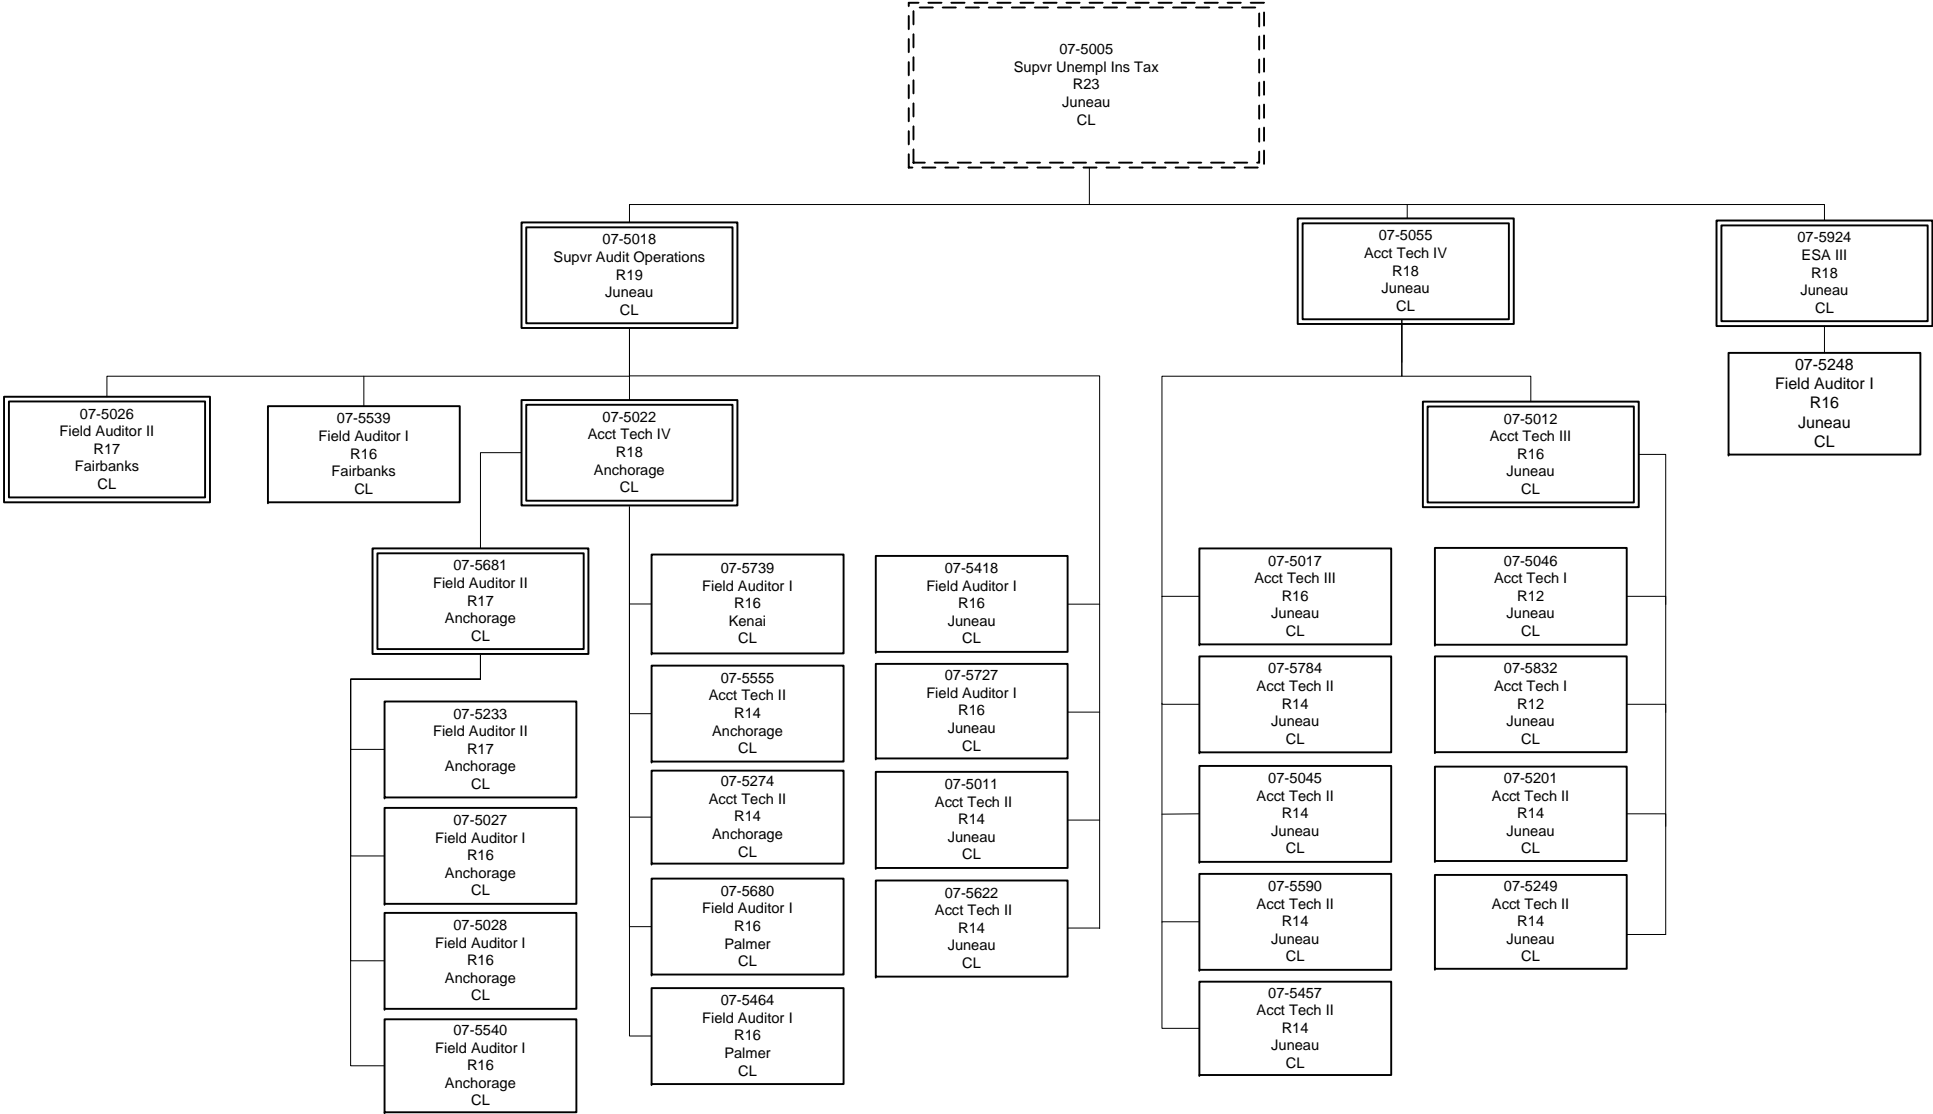 07-5005
Supvr Unempl Ins Tax
R23
Juneau
CL
07-5018
Supvr Audit Operations
R19
Juneau
CL
07-5055
Acct Tech IV
R18
Juneau
CL
07-5924
ESA III
R18
Juneau
CL
07-5248
Field Auditor I
R16
Juneau
CL
07-5026
Field Auditor II
R17
Fairbanks
CL
07-5539
Field Auditor I
R16
Fairbanks
CL
07-5022
Acct Tech IV
R18
Anchorage
CL
07-5012
Acct Tech III
R16
Juneau
CL
07-5681
Field Auditor II
R17
Anchorage
CL
07-5233
Field Auditor II
R17
Anchorage
CL
07-5027
Field Auditor I
R16
Anchorage
CL
07-5028
Field Auditor I
R16
Anchorage
CL
07-5540
Field Auditor I
R16
Anchorage
CL
07-5739
Field Auditor I
R16
Kenai
CL
07-5555
Acct Tech II
R14
Anchorage
CL
07-5274
Acct Tech II
R14
Anchorage
CL
07-5680
Field Auditor I
R16
Palmer
CL
07-5464
Field Auditor I
R16
Palmer
CL
07-5418
Field Auditor I
R16
Juneau
CL
07-5727
Field Auditor I
R16
Juneau
CL
07-5011
Acct Tech II
R14
Juneau
CL
07-5622
Acct Tech II
R14
Juneau
CL
07-5017
Acct Tech III
R16
Juneau
CL
07-5784
Acct Tech II
R14
Juneau
CL
07-5045
Acct Tech II
R14
Juneau
CL
07-5590
Acct Tech II
R14
Juneau
CL
07-5457
Acct Tech II
R14
Juneau
CL
07-5046
Acct Tech I
R12
Juneau
CL
07-5832
Acct Tech I
R12
Juneau
CL
07-5201
Acct Tech II
R14
Juneau
CL
07-5249
Acct Tech II
R14
Juneau
CL